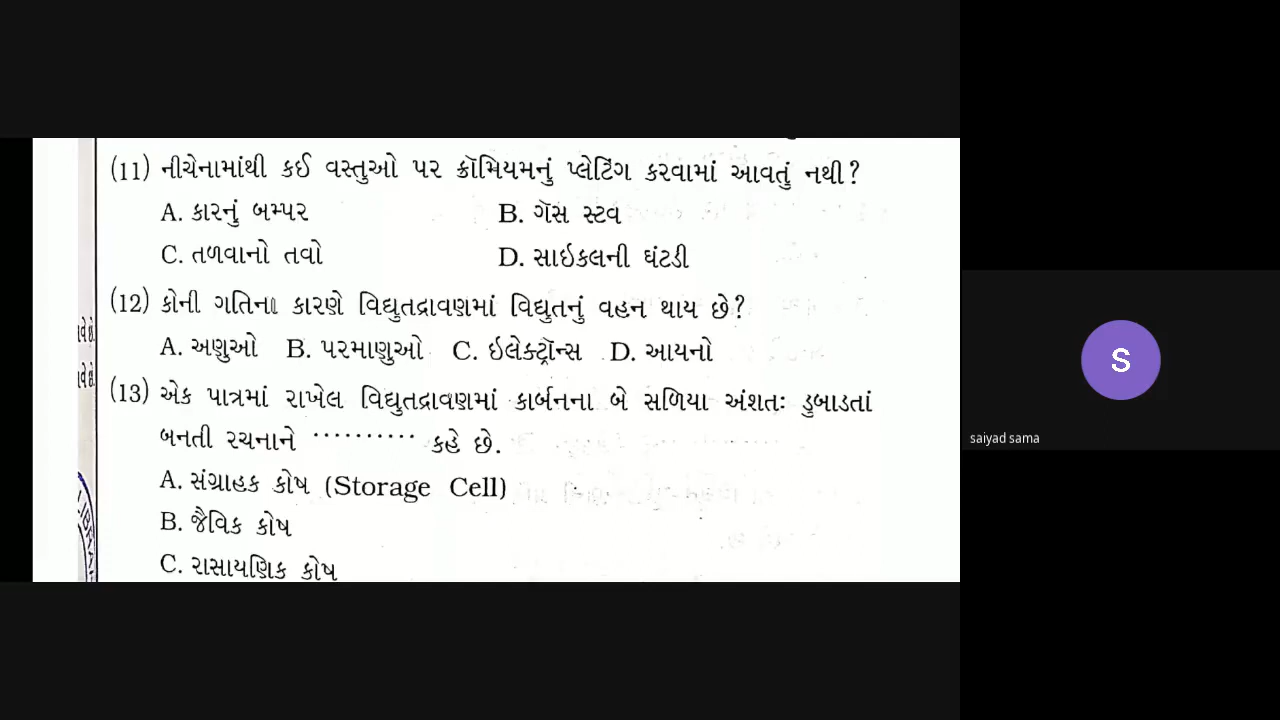 (11) નીચેનામાંથી કઈ વસ્તુઓ પર ક્રૉમિયમનું પ્લેટિંગ કરવામાં આવતું નથી?
A. કારનું બમ્પર B. ગૅસ સ્ટવ
C. તળવાનો તવો D. સાઇકલની ઘંટડી
(12) કોની ગતિના કારણે વિદ્યુતદ્રાવણમાં વિદ્યુતનું વહન થાય છે?
A. અણુઓ B. પરમાણુઓ C. ઇલેક્ટ્રૉન્સ D. આયનો
(13) એક પાત્રમાં રાખેલ વિદ્યુતદ્રાવણમાં કાર્બનના બે સળિયા અંશતઃ ડુબાડતાં
બનતી રચનાને ·········· કહે છે.
A. સંગ્રાહક કોષ (Storage Cell)
B. જૈવિક કોષ
C. રાસાયણિક કોષ
S
saiyad sama